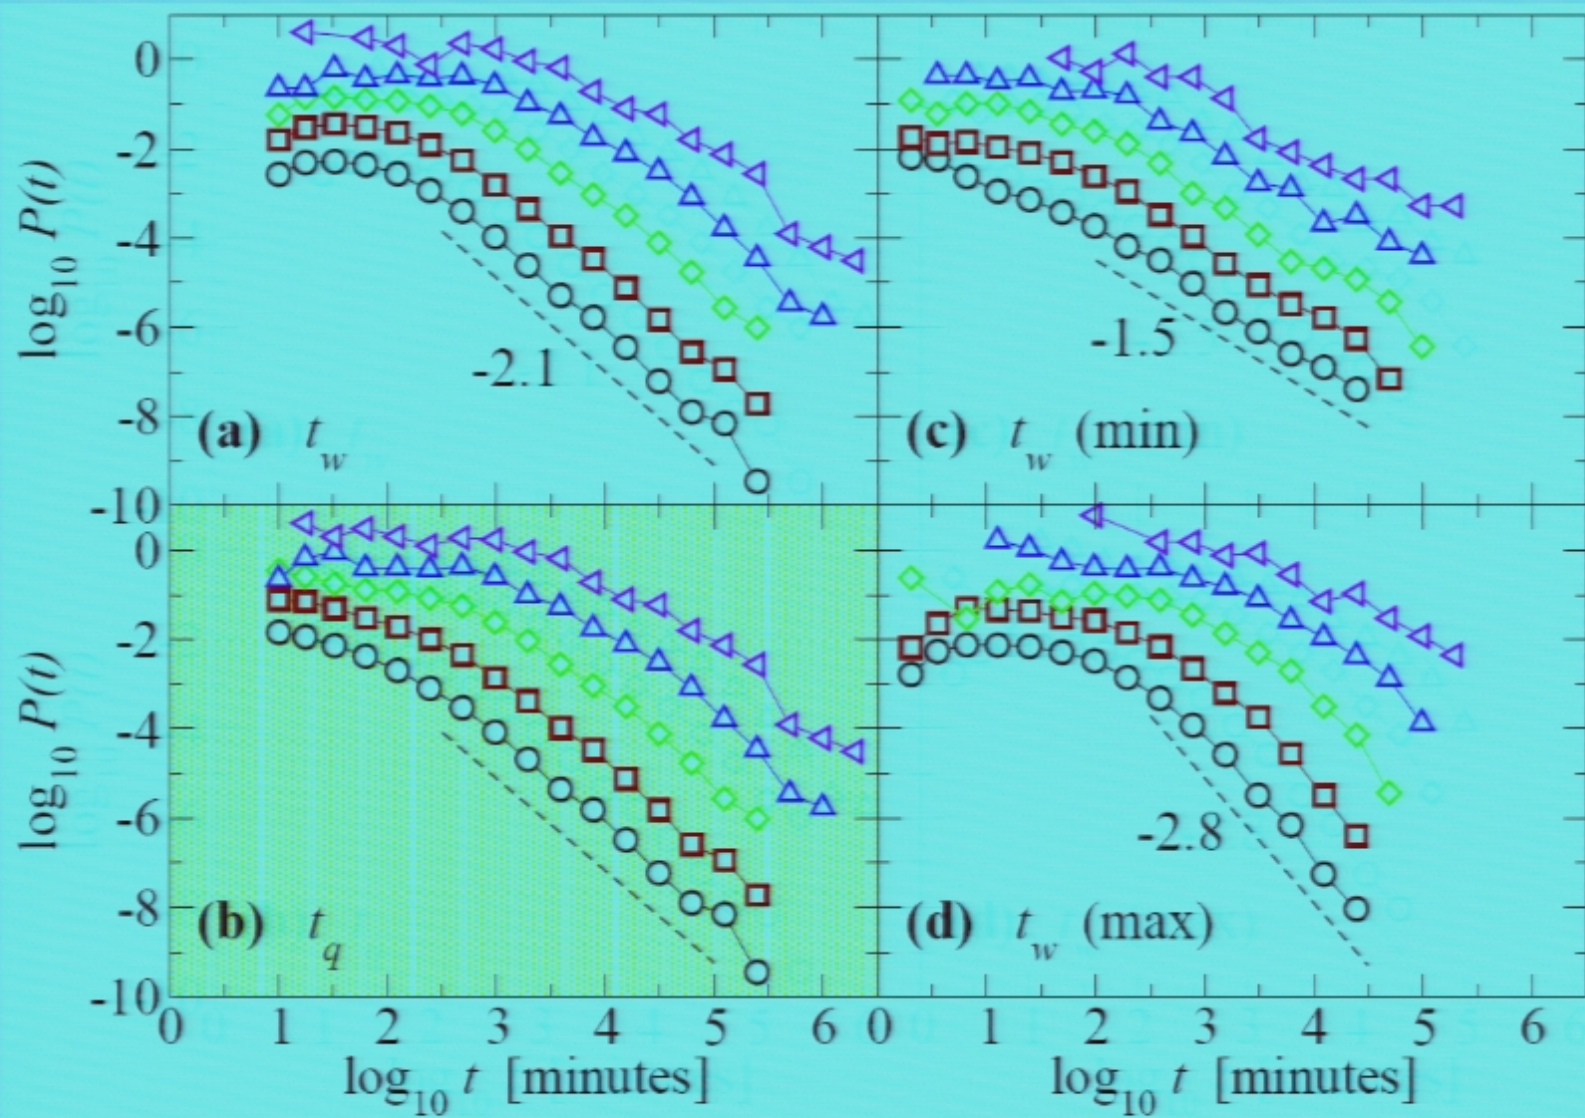 0
-2
-4
-6
-8
-10
log10 P(t)
-2.1
(a) tw
-1.5
(c) tw (min)
0
-2
-4
-6
-8
-10
log10 P(t)
(b) tq
-2.8
(d) tw (max)
0 1 2 3 4 5 6 0 1 2 3 4 5 6
log10 t [minutes] log10 t [minutes]